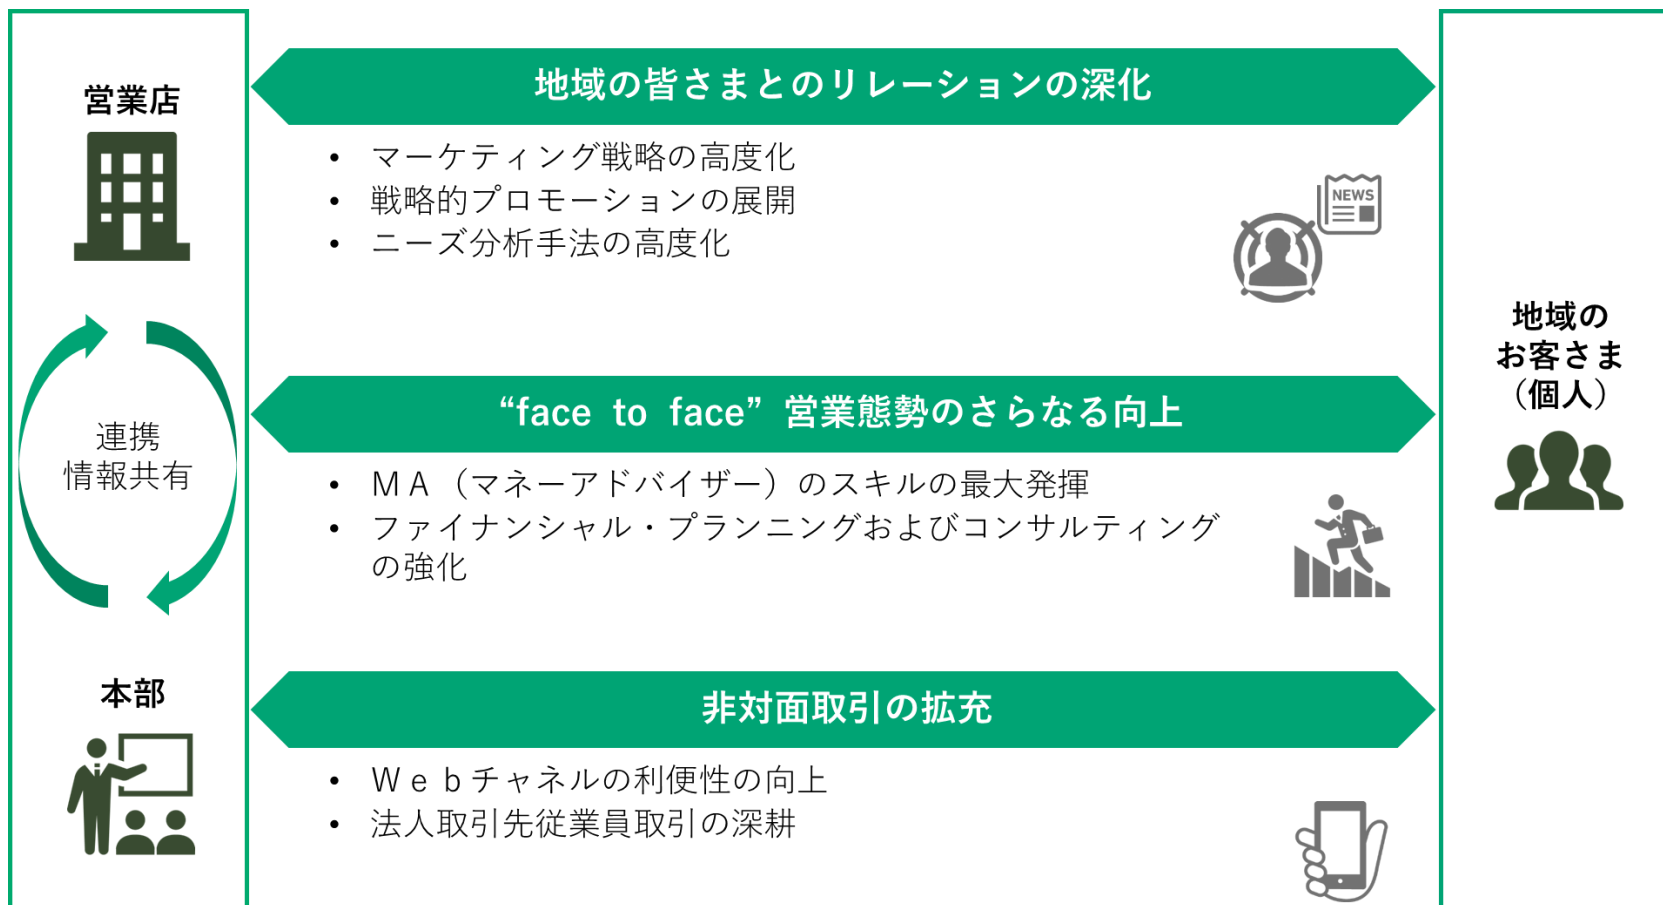 営業店
連携
情報共有
本部
地域の皆さまとのリレーションの深化
• マーケティング戦略の高度化
• 戦略的プロモーションの展開
• ニーズ分析手法の高度化
NEWS
“face to face” 営業態勢のさらなる向上
• ＭＡ（マネーアドバイザー）のスキルの最大発揮
• ファイナンシャル・プランニングおよびコンサルティング
の強化
非対面取引の拡充
• Ｗｅｂチャネルの利便性の向上
• 法人取引先従業員取引の深耕
地域の
お客さま
（個人）